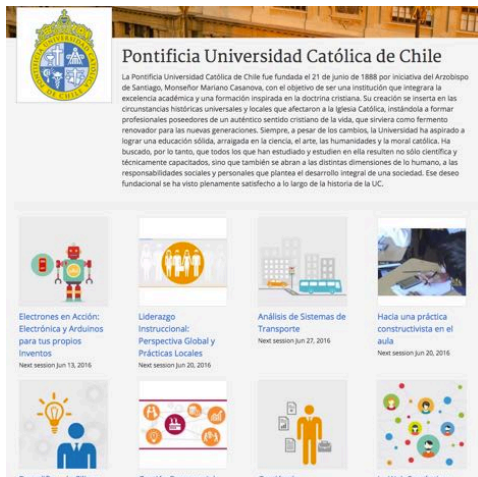 Pontificia Universidad Católica de Chile
La Pontificia Universidad Católica de Chile fue fundada el 21 de junio de 1888 por iniciativa del Arzobispo
de Santiago, Monseñor Mariano Casanova, con el objetivo de ser una institución que integrara la
excelencia académica y una formación inspirada en la doctrina cristiana. Su creación se inserta en las
circunstancias históricas universales y locales que afectaron a la Iglesia Católica, instándola a formar
profesionales poseedores de un auténtico sentido cristiano de la vida, que sirviera como fermento
renovador para las nuevas generaciones. Siempre, a pesar de los cambios, la Universidad ha aspirado a
lograr una educación sólida, arraigada en la ciencia, el arte, las humanidades y la moral católica. Ha
buscado, por lo tanto, que todos los que han estudiado y estudien en ella resulten no sólo científica y
técnicamente capacitados, sino que también se abran a las distintas dimensiones de lo humano, a las
responsabilidades sociales y personales que plantea el desarrollo integral de una sociedad. Ese deseo
fundacional se ha visto plenamente satisfecho a lo largo de la historia de la UC.
Electrones en Acción:
Electrónica y Arduinos
para tus propios
Inventos
Next session Jun 13, 2016
Liderazgo
Instruccional:
Perspectiva Global y
Prácticas Locales
Next session Jun 20, 2016
Análisis de Sistemas de
Transporte
Next session Jun 27, 2016
Hacia una práctica
constructivista en el
aula
Next session Jun 20, 2016